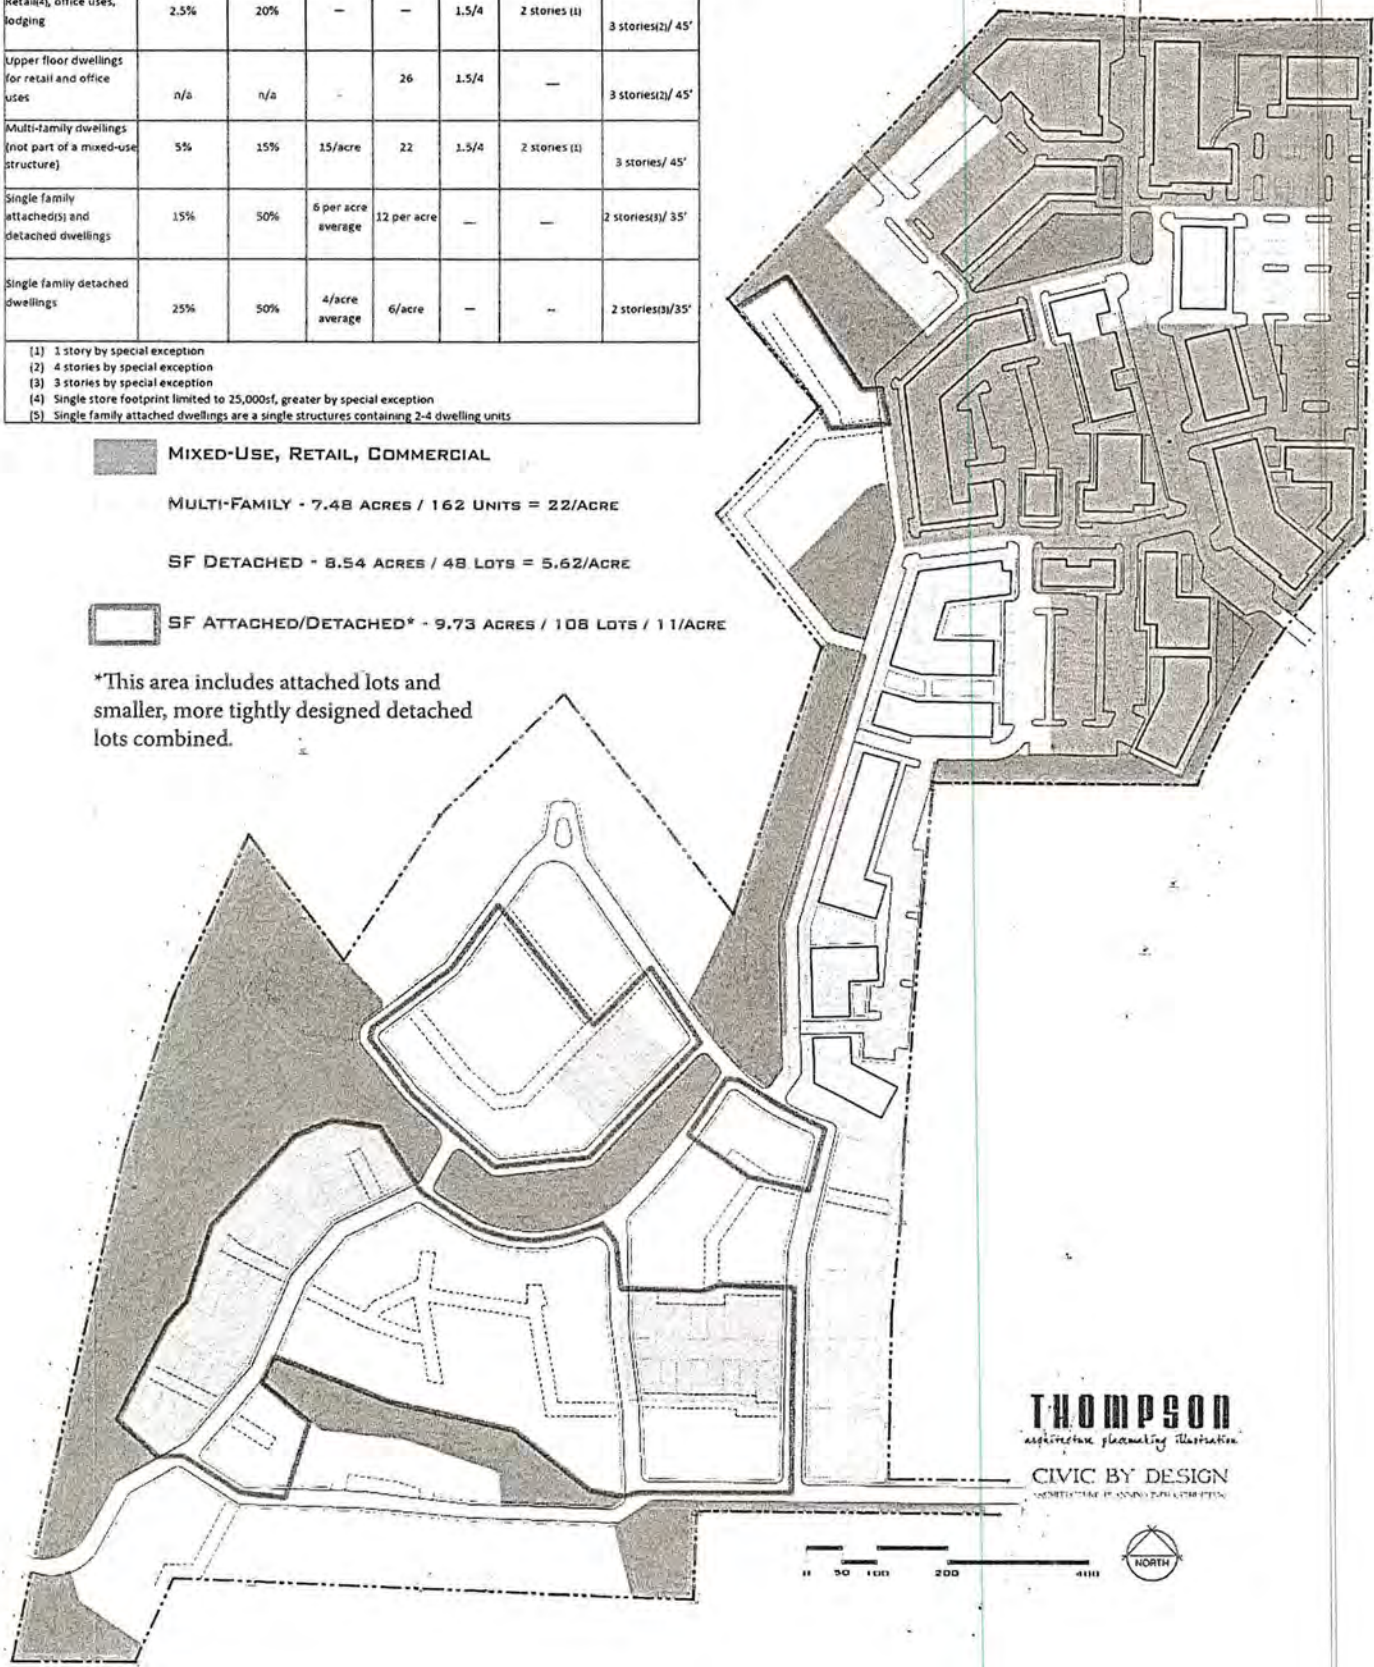 Retail(4), office uses,
lodging
2.5% 20% — — 1.5/4 2 stories (1) 3 stories(2)/ 45'
Upper floor dwellings
for retail and office
uses
n/a n/a - 26 1.5/4 — 3 stories(2)/ 45'
Multi-family dwellings
(not part of a mixed-use
structure)
5% 15% 15/acre 22 1.5/4 2 stories (1) 3 stories/ 45'
Single family
attached(5) and
detached dwellings
15% 50% 6 per acre average 12 per acre — — 2 stories(3)/ 35'
Single family detached
dwellings
25% 50% 4/acre average 6/acre — -- 2 stories(3)/35'
(1) 1 story by special exception
(2) 4 stories by special exception
(3) 3 stories by special exception
(4) Single store footprint limited to 25,000sf, greater by special exception
(5) Single family attached dwellings are a single structures containing 2-4 dwelling units
MIXED-USE, RETAIL, COMMERCIAL
MULTI-FAMILY - 7.48 ACRES / 162 UNITS = 22/ACRE
SF DETACHED - 8.54 ACRES / 48 LOTS = 5.62/ACRE
SF ATTACHED/DETACHED* - 9.73 ACRES / 108 LOTS / 11/ACRE
*This area includes attached lots and
smaller, more tightly designed detached
lots combined.
THOMPSON
architecture placemaking illustration
CIVIC BY DESIGN
NORTH
0 50 100 200 400